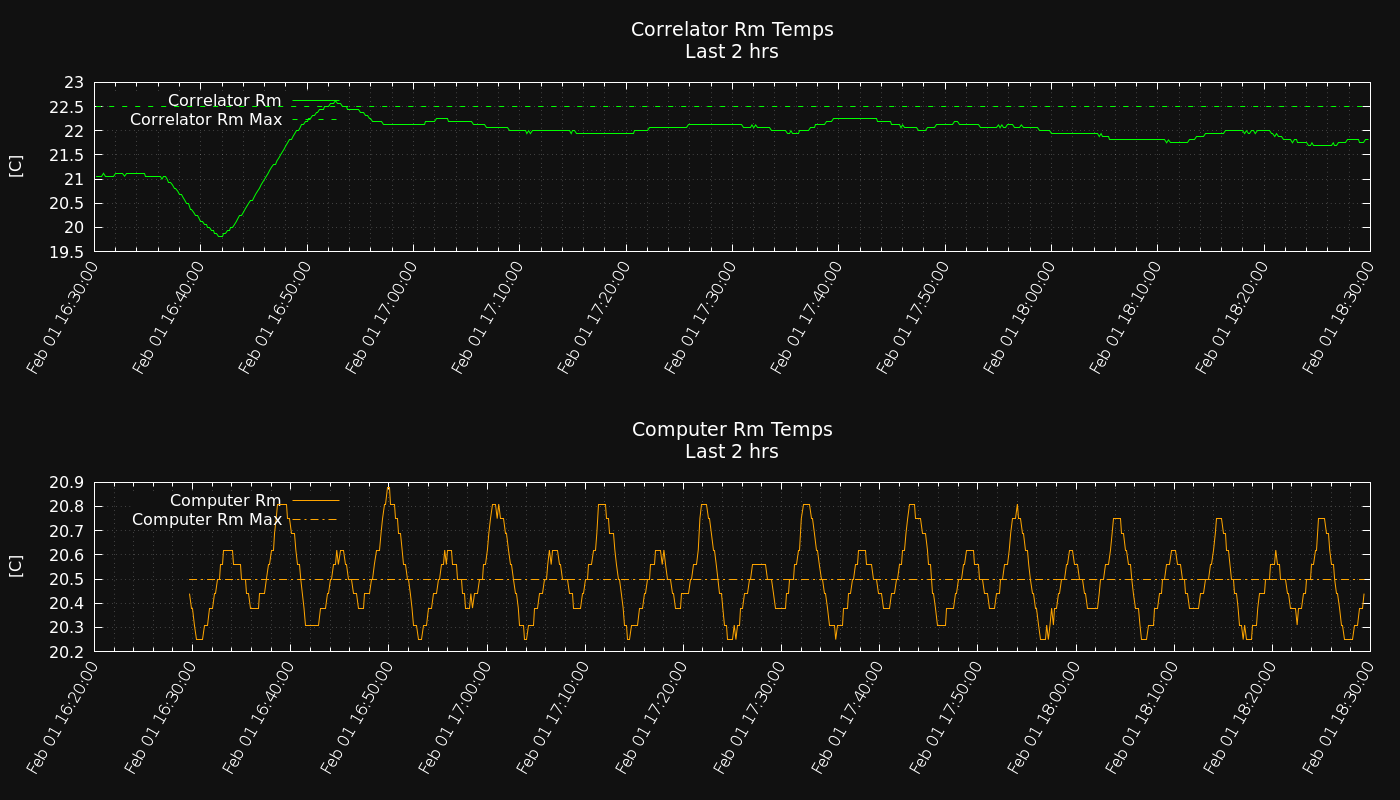 Correlator Rm Temps
Last 2 hrs
[C]
23
22.5
22
21.5
21
20.5
20
19.5
Correlator Rm
Correlator Rm Max
Feb 01 16:30:00
Feb 01 16:40:00
Feb 01 16:50:00
Feb 01 17:00:00
Feb 01 17:10:00
Feb 01 17:20:00
Feb 01 17:30:00
Feb 01 17:40:00
Feb 01 17:50:00
Feb 01 18:00:00
Feb 01 18:10:00
Feb 01 18:20:00
Feb 01 18:30:00
Computer Rm Temps
Last 2 hrs
[C]
20.9
20.8
20.7
20.6
20.5
20.4
20.3
20.2
Computer Rm
Computer Rm Max
Feb 01 16:20:00
Feb 01 16:30:00
Feb 01 16:40:00
Feb 01 16:50:00
Feb 01 17:00:00
Feb 01 17:10:00
Feb 01 17:20:00
Feb 01 17:30:00
Feb 01 17:40:00
Feb 01 17:50:00
Feb 01 18:00:00
Feb 01 18:10:00
Feb 01 18:20:00
Feb 01 18:30:00